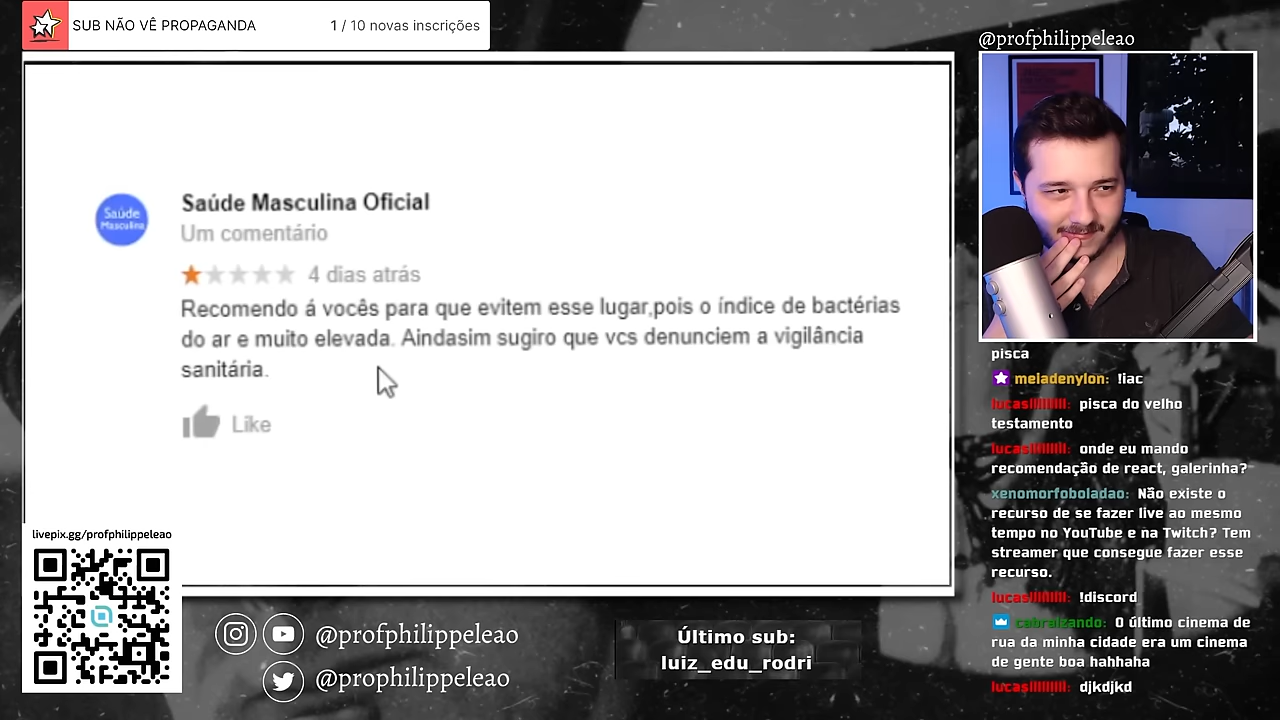 SUB NÃO VÊ PROPAGANDA 1 / 10 novas inscrições
@profphilippeleao
Saúde Masculina Oficial
Saúde
Masculina
Um comentário
4 dias atrás
Recomendo á vocês para que evitem esse lugar,pois o índice de bactérias
do ar e muito elevada. Aindasim sugiro que vcs denunciem a vigilância
sanitária.
Like
pisca
meiadenylon: !iac
pisca do velho
testamento
onde eu mando
recomendação de react, galerinha?
xenomorfoboladao: Não existe o
recurso de se fazer live ao mesmo
tempo no YouTube e na Twitch? Tem
streamer que consegue fazer esse
recurso.
!discord
cabraizando: O último cinema de
rua da minha cidade era um cinema
de gente boa hahhaha
djkdjkd
livepix.gg/profphilippeleao
@profphilippeleao
@prophilippeleao
Último sub:
luiz_edu_rodri